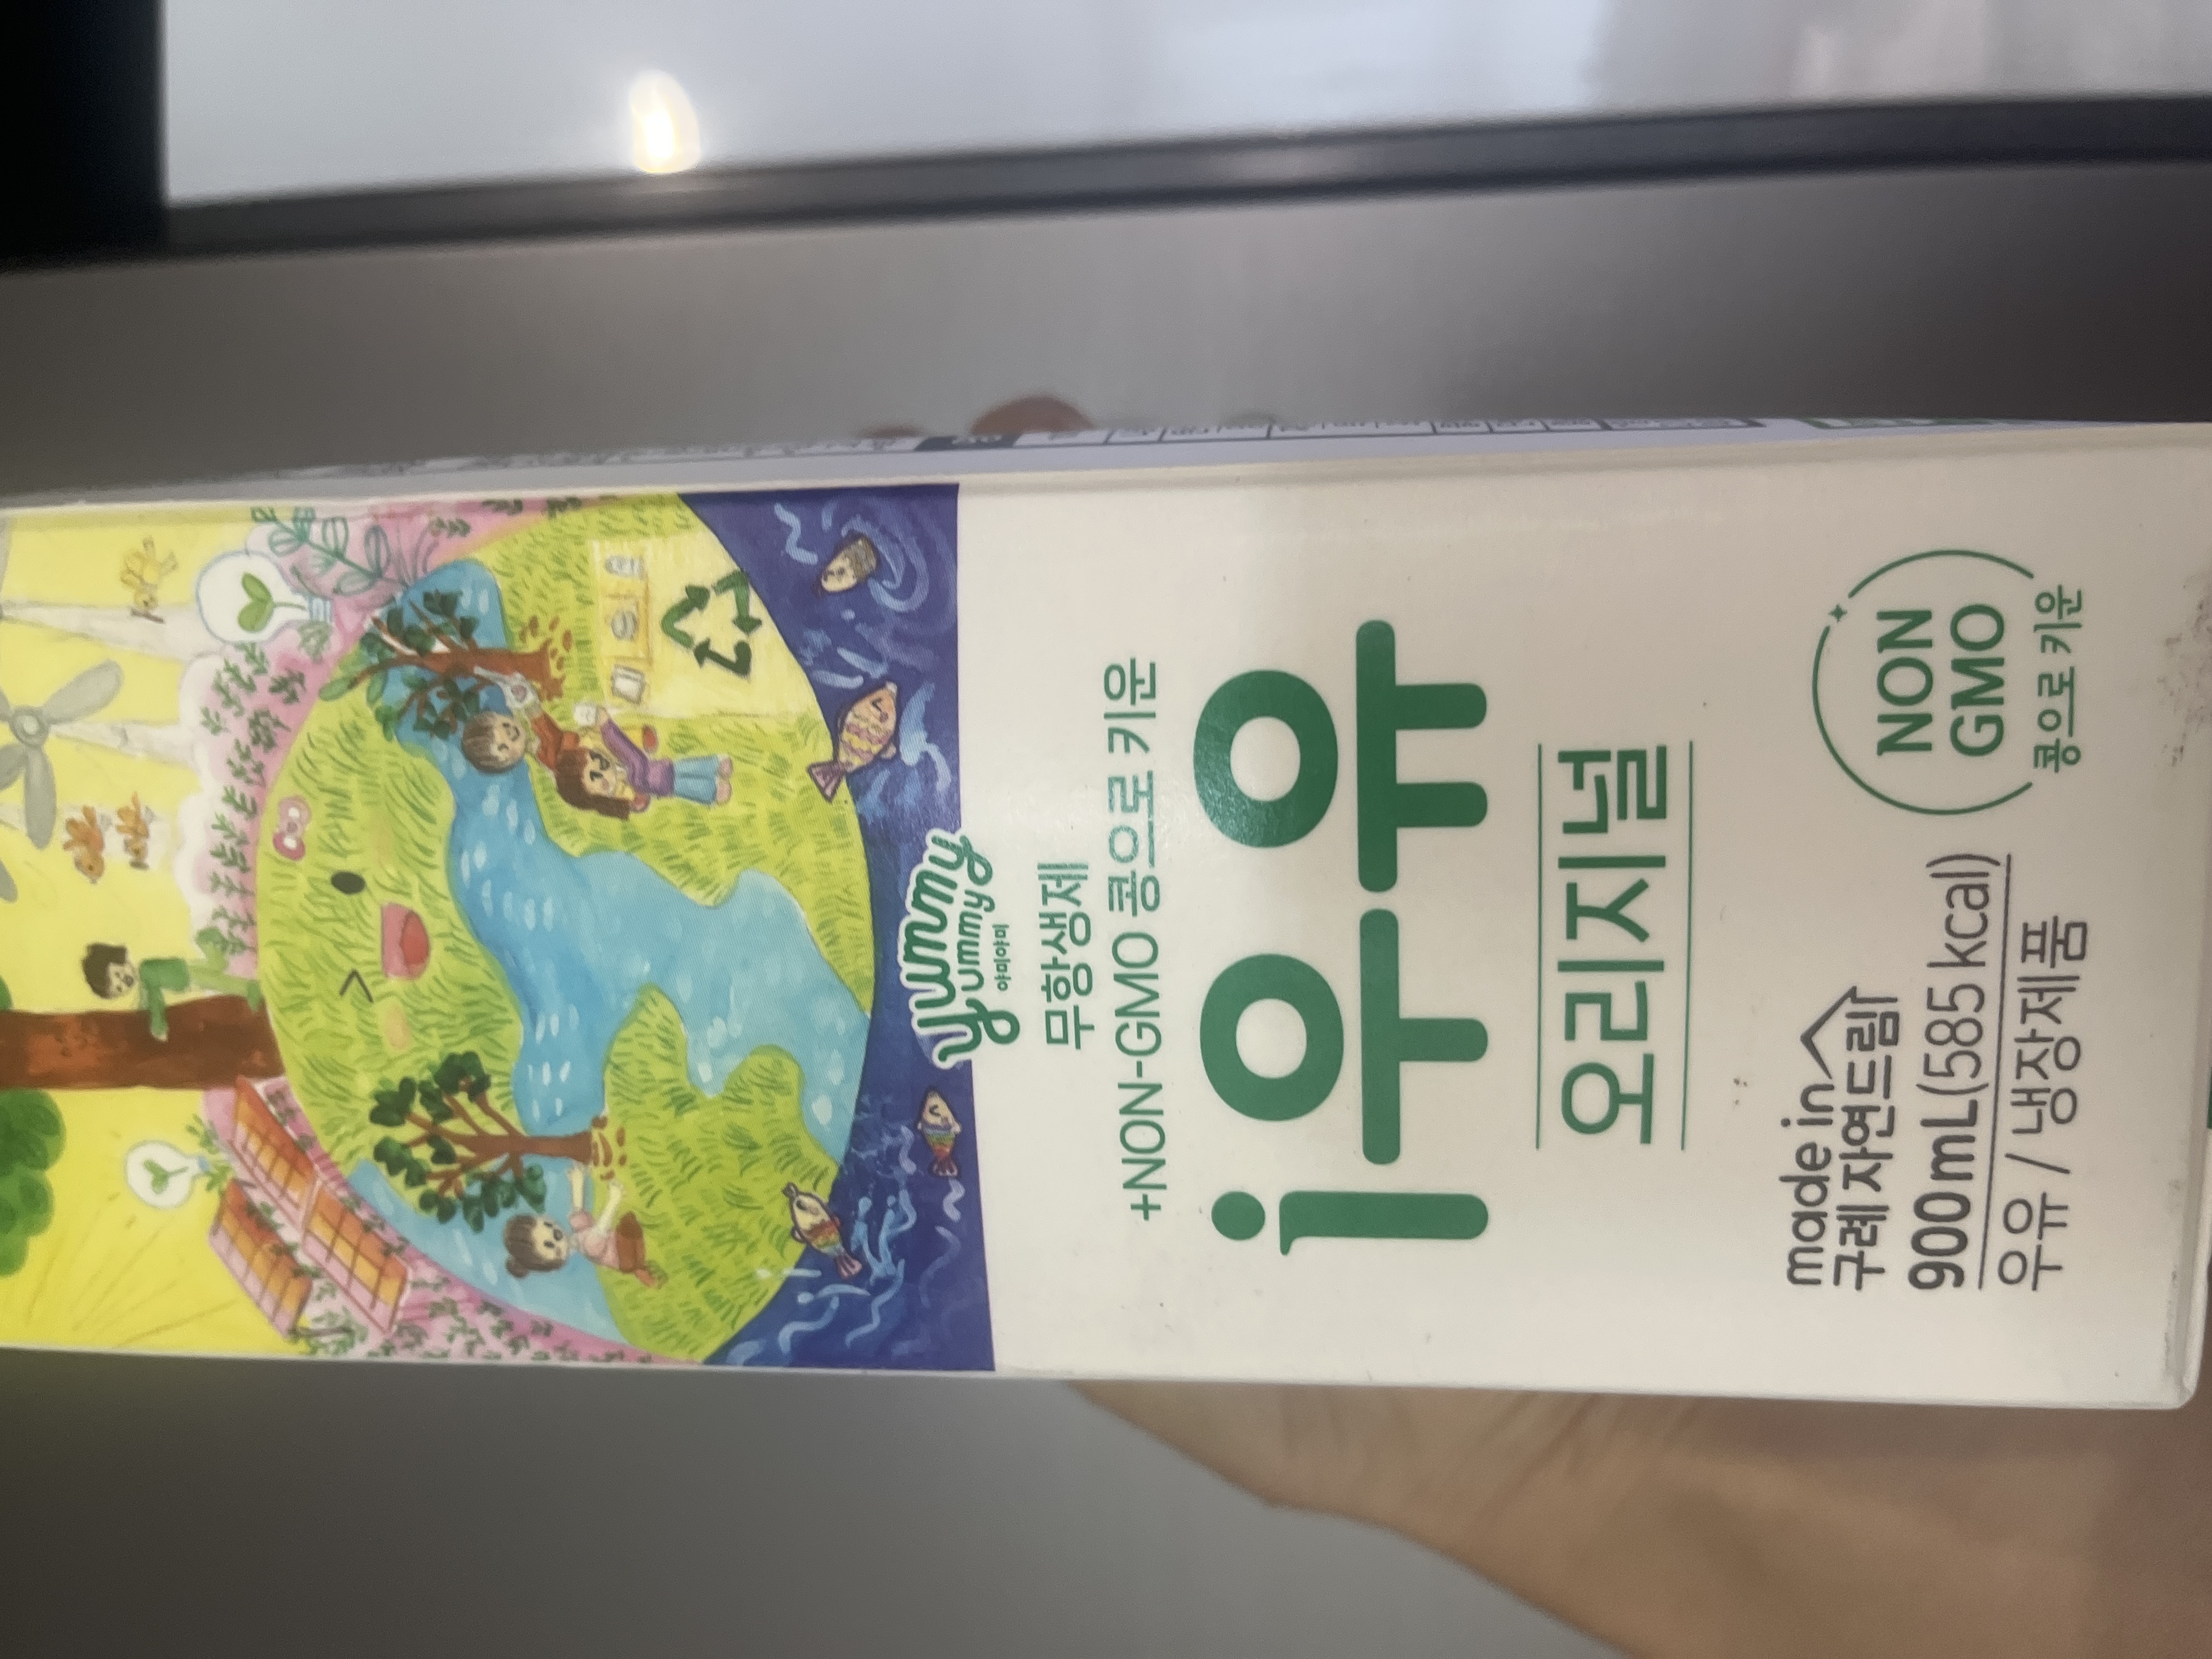 yummy
yummy
야미야미
무항생제
+NON-GMO 콩으로 키운
i우유
오리지널
made in
구례 자연드림
900mL(585 kcal)
우유 / 냉장제품
NON
GMO
콩으로 키운